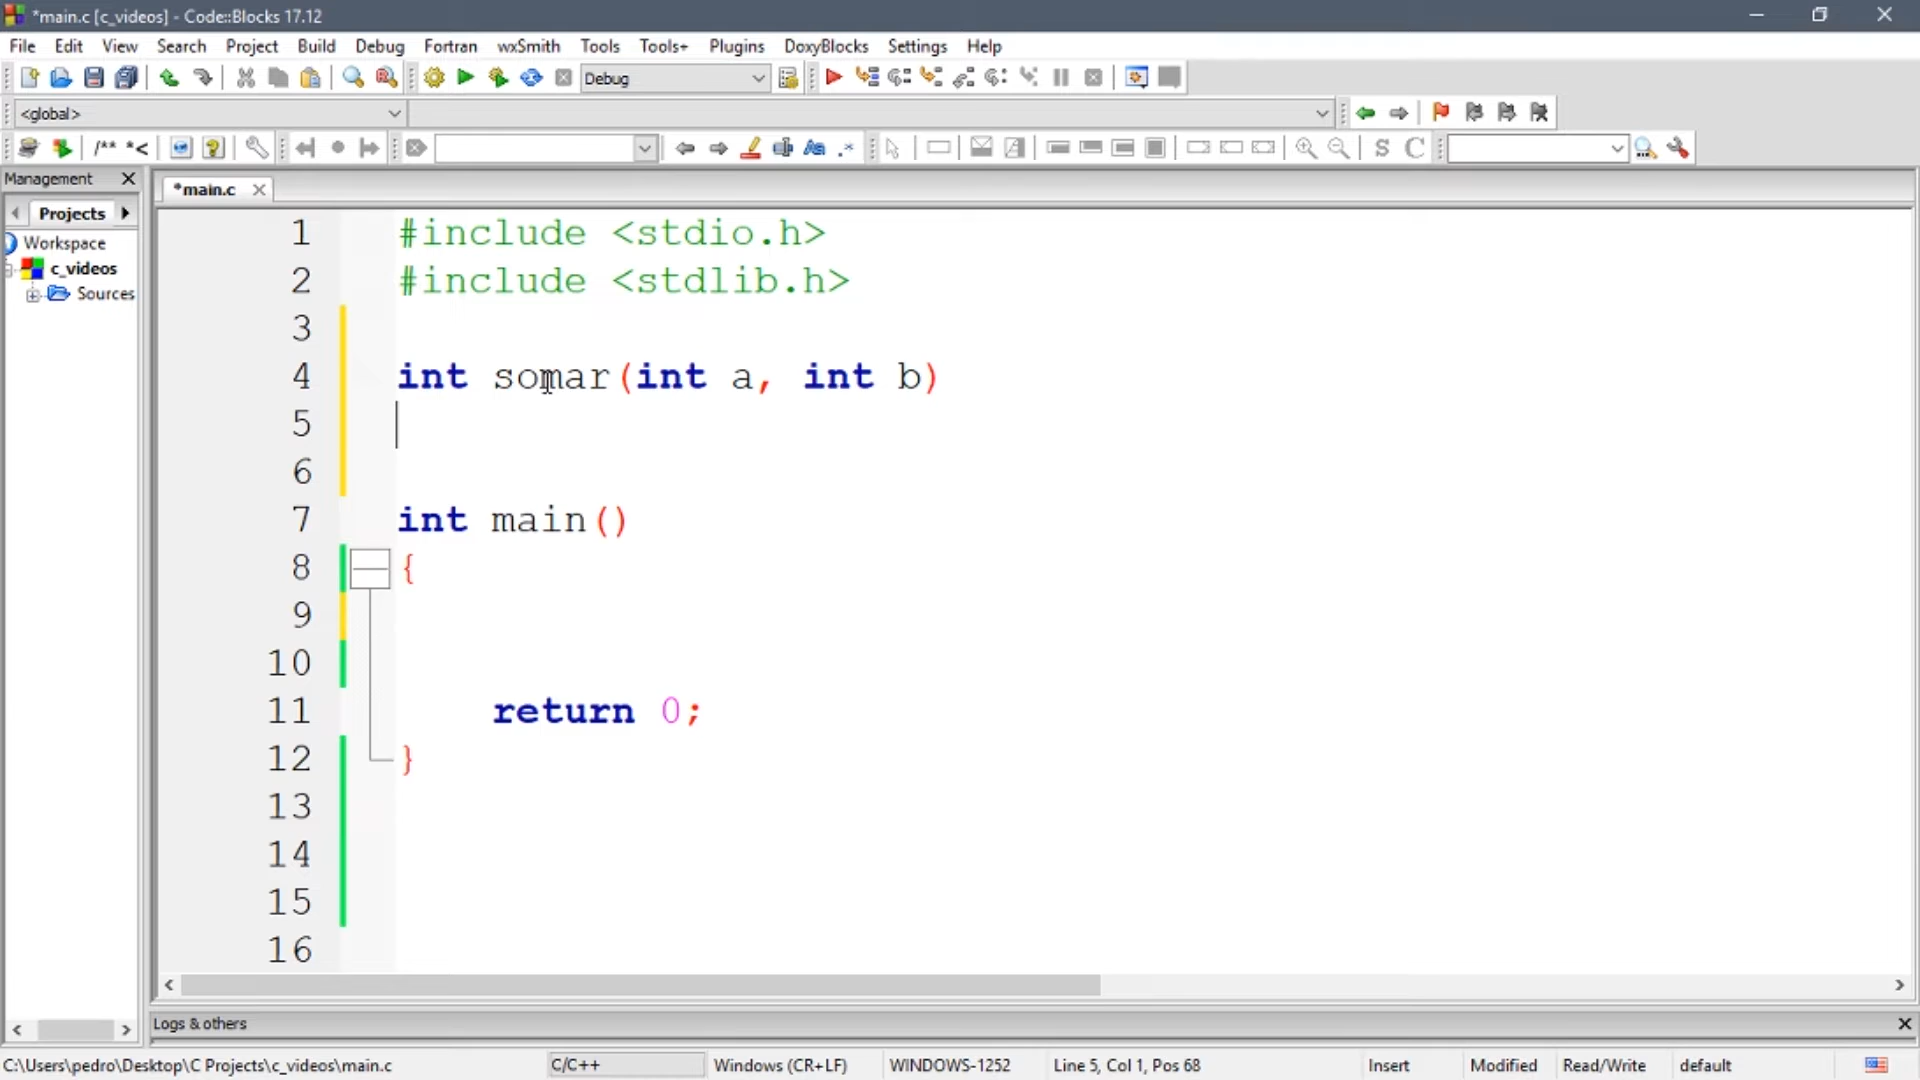 *main.c [c_videos] - Code::Blocks 17.12
File Edit View Search Project Build Debug Fortran wxSmith Tools Tools+ Plugins DoxyBlocks Settings Help
Debug
<global>
/** *<
Aa .*
S C
Management
*main.c
Projects
Workspace
c_videos
Sources
1 #include <stdio.h>
2 #include <stdlib.h>
3
4 int somar(int a, int b)
5
6
7 int main()
8 {
9
10
11 return 0;
12 }
13
14
15
16
Logs & others
C:\Users\pedro\Desktop\C Projects\c_videos\main.c C/C++ Windows (CR+LF) WINDOWS-1252 Line 5, Col 1, Pos 68 Insert Modified Read/Write default